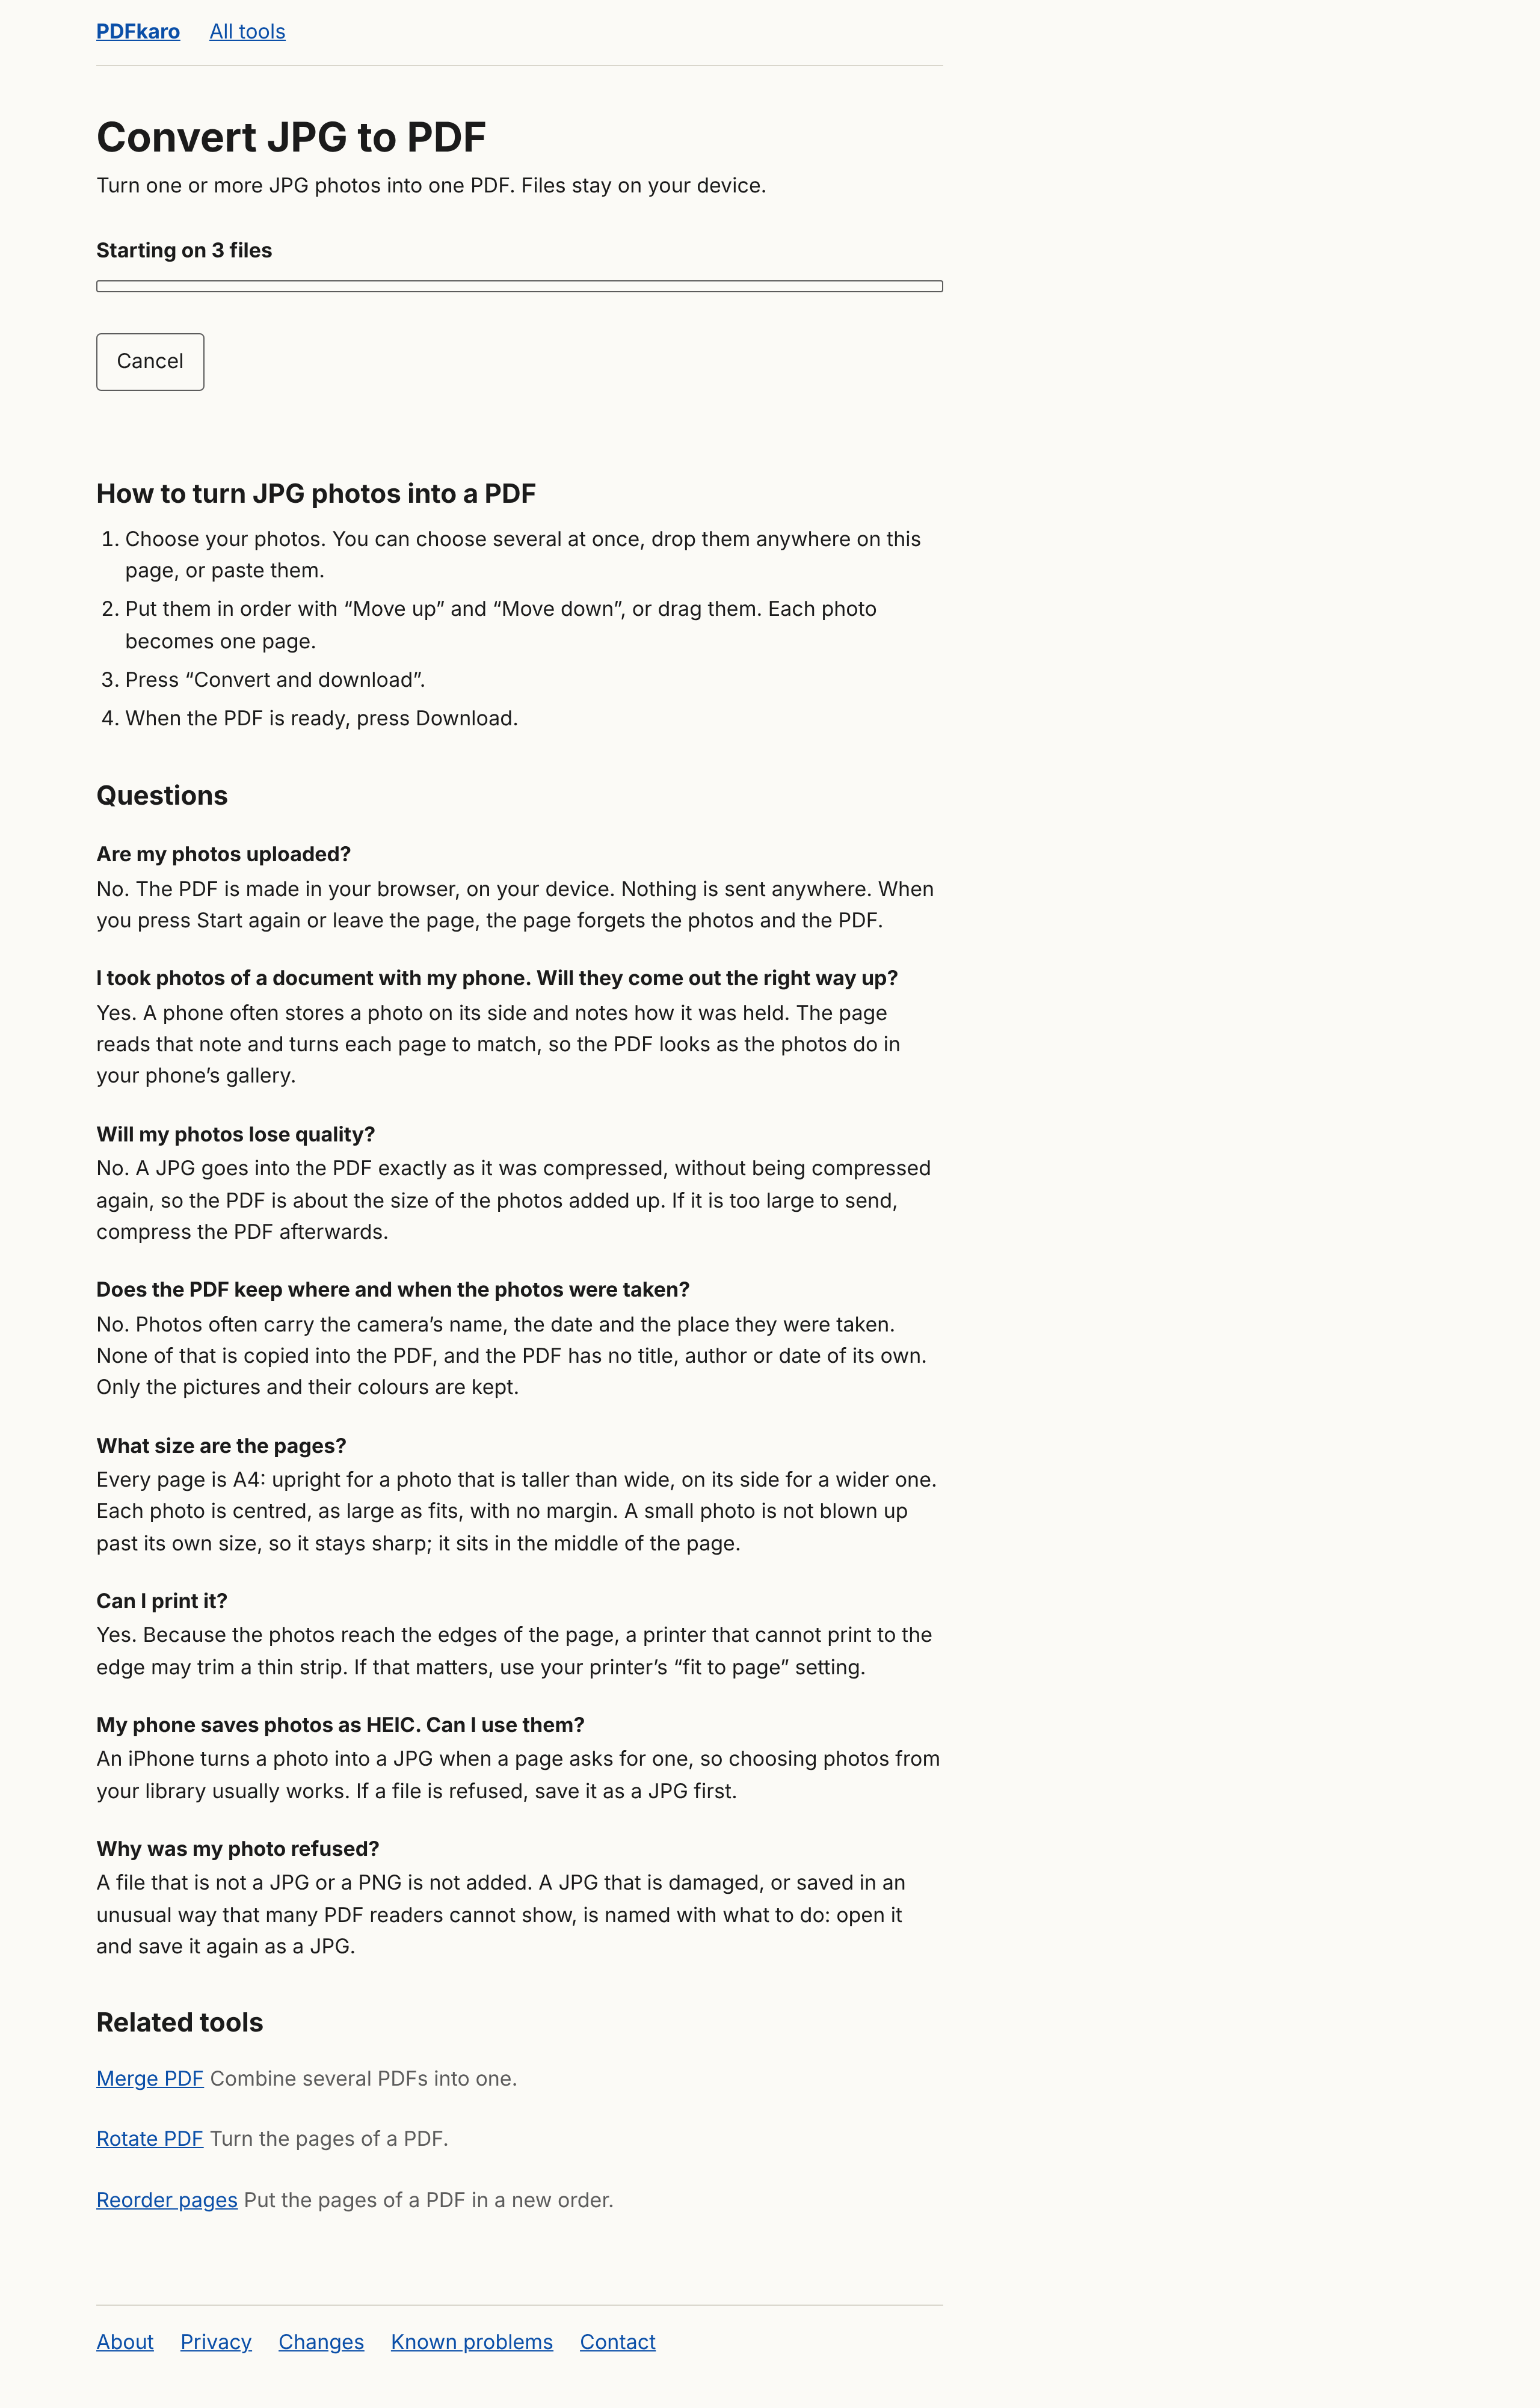 PDFkaro All tools
Convert JPG to PDF
Turn one or more JPG photos into one PDF. Files stay on your device.
Starting on 3 files
Cancel
How to turn JPG photos into a PDF
1. Choose your photos. You can choose several at once, drop them anywhere on this
page, or paste them.
2. Put them in order with “Move up” and “Move down”, or drag them. Each photo
becomes one page.
3. Press “Convert and download”.
4. When the PDF is ready, press Download.
Questions
Are my photos uploaded?
No. The PDF is made in your browser, on your device. Nothing is sent anywhere. When
you press Start again or leave the page, the page forgets the photos and the PDF.
I took photos of a document with my phone. Will they come out the right way up?
Yes. A phone often stores a photo on its side and notes how it was held. The page
reads that note and turns each page to match, so the PDF looks as the photos do in
your phone’s gallery.
Will my photos lose quality?
No. A JPG goes into the PDF exactly as it was compressed, without being compressed
again, so the PDF is about the size of the photos added up. If it is too large to send,
compress the PDF afterwards.
Does the PDF keep where and when the photos were taken?
No. Photos often carry the camera’s name, the date and the place they were taken.
None of that is copied into the PDF, and the PDF has no title, author or date of its own.
Only the pictures and their colours are kept.
What size are the pages?
Every page is A4: upright for a photo that is taller than wide, on its side for a wider one.
Each photo is centred, as large as fits, with no margin. A small photo is not blown up
past its own size, so it stays sharp; it sits in the middle of the page.
Can I print it?
Yes. Because the photos reach the edges of the page, a printer that cannot print to the
edge may trim a thin strip. If that matters, use your printer’s “fit to page” setting.
My phone saves photos as HEIC. Can I use them?
An iPhone turns a photo into a JPG when a page asks for one, so choosing photos from
your library usually works. If a file is refused, save it as a JPG first.
Why was my photo refused?
A file that is not a JPG or a PNG is not added. A JPG that is damaged, or saved in an
unusual way that many PDF readers cannot show, is named with what to do: open it
and save it again as a JPG.
Related tools
Merge PDF Combine several PDFs into one.
Rotate PDF Turn the pages of a PDF.
Reorder pages Put the pages of a PDF in a new order.
About Privacy Changes Known problems Contact